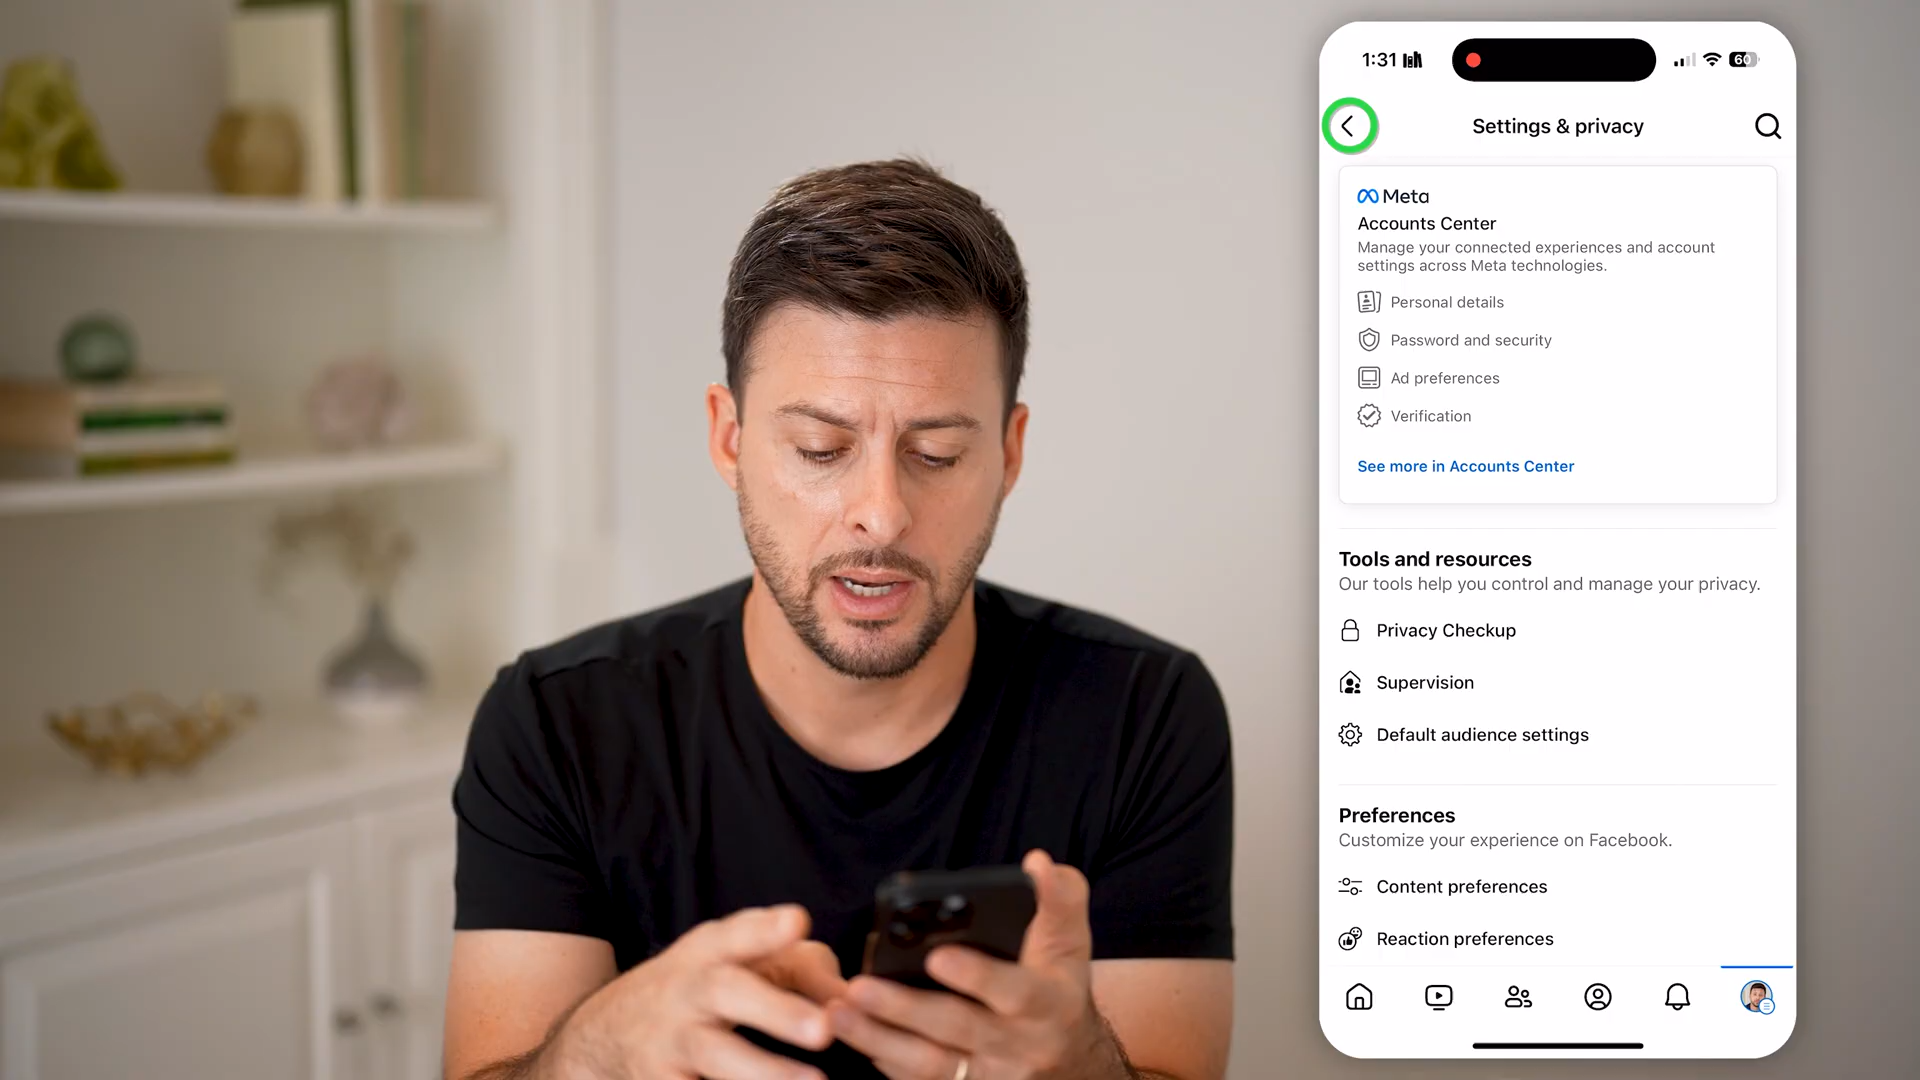 1:31
60
Settings & privacy
Meta
Accounts Center
Manage your connected experiences and account
settings across Meta technologies.
Personal details
Password and security
Ad preferences
Verification
See more in Accounts Center
Tools and resources
Our tools help you control and manage your privacy.
Privacy Checkup
Supervision
Default audience settings
Preferences
Customize your experience on Facebook.
Content preferences
Reaction preferences